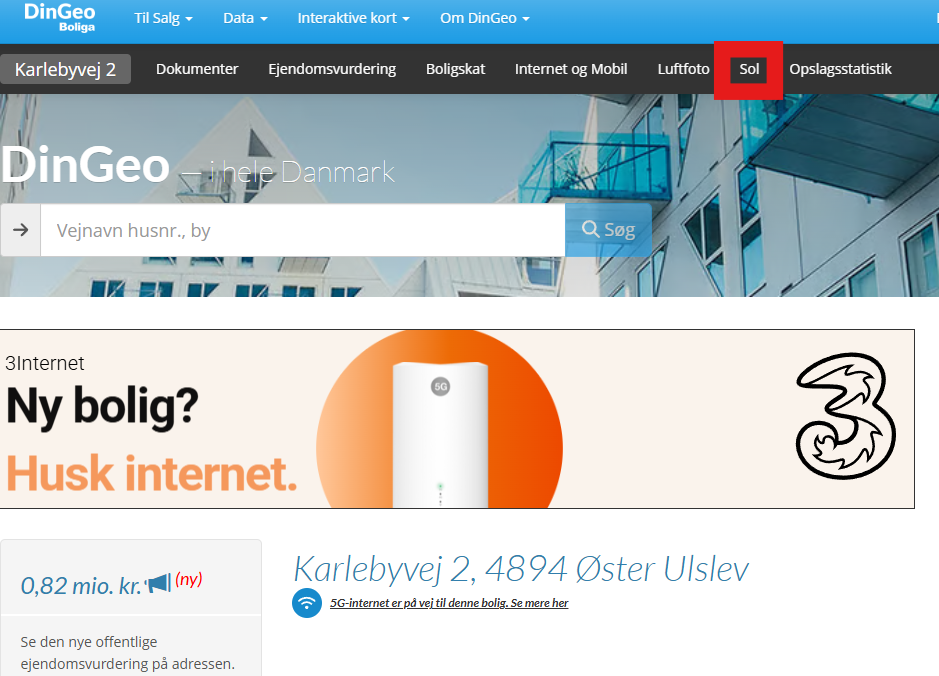 DinGeo
Boliga
Til Salg
Data
Interaktive kort
Om DinGeo
Karlebyvej 2
Dokumenter
Ejendomsvurdering
Boligskat
Internet og Mobil
Luftfoto
Sol
Opslagsstatistik
DinGeo — i hele Danmark
Vejnavn husnr., by
Søg
3Internet
Ny bolig?
Husk internet.
5G
3
0,82 mio. kr. (ny)
Se den nye offentlige
ejendomsvurdering på adressen.
Karlebyvej 2, 4894 Øster Ulslev
5G-internet er på vej til denne bolig. Se mere her